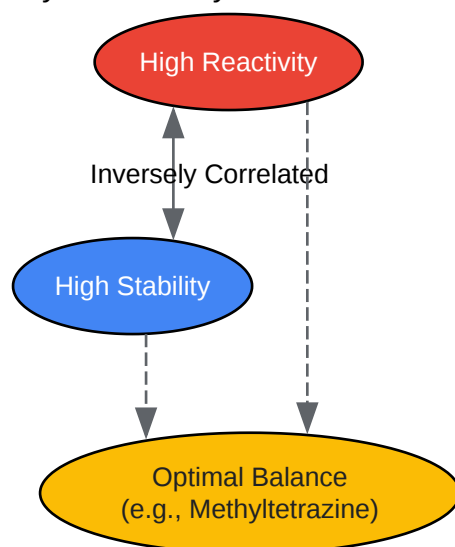 High Reactivity
Inversely Correlated
High Stability
Optimal Balance
(e.g., Methyltetrazine)